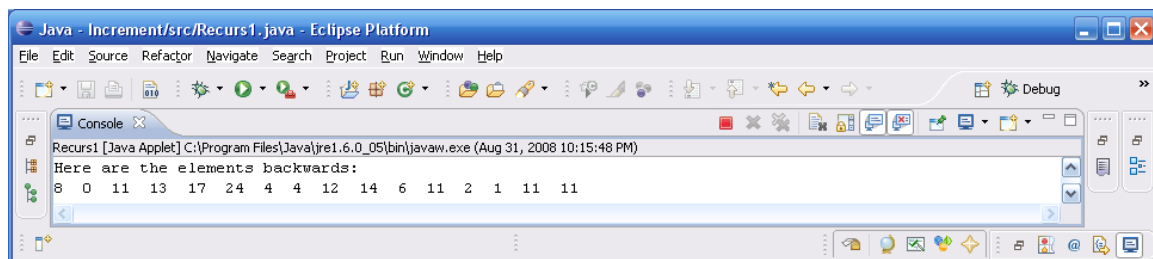 Java - Increment/src/Recurs1.java - Eclipse Platform
File Edit Source Refactor Navigate Search Project Run Window Help
Debug
Console
Recurs1 [Java Applet] C:\Program Files\Java\jre1.6.0_05\bin\javaw.exe (Aug 31, 2008 10:15:48 PM)
Here are the elements backwards:
8 0 11 13 17 24 4 4 12 14 6 11 2 1 11 11